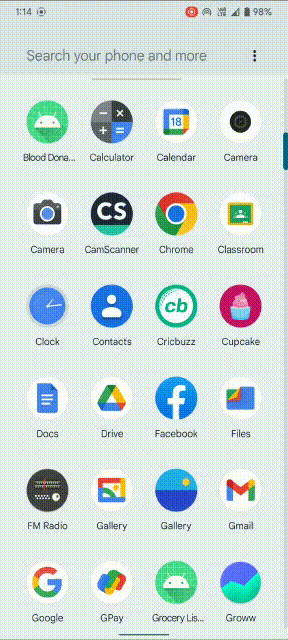 1:14 98%
Search your phone and more
Blood Dona... Calculator Calendar Camera
18
Camera CamScanner Chrome Classroom
CS
Clock Contacts Cricbuzz Cupcake
cb
Docs Drive Facebook Files
FM Radio Gallery Gallery Gmail
Google GPay Grocery Lis... Groww